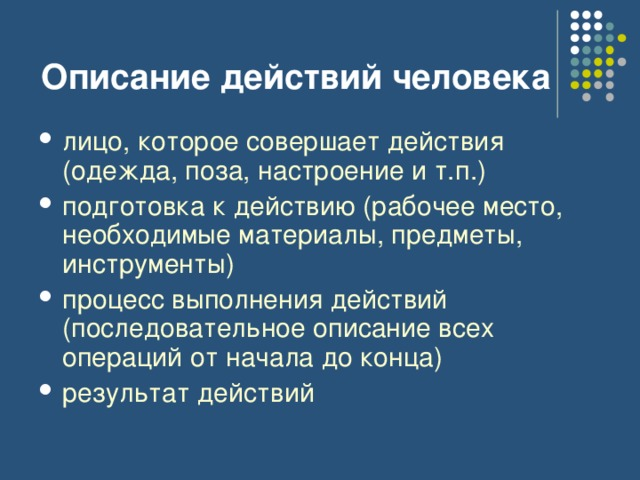 Описание действий человека
лицо, которое совершает действия
(одежда, поза, настроение и т.п.)
подготовка к действию (рабочее место,
необходимые материалы, предметы,
инструменты)
процесс выполнения действий
(последовательное описание всех
операций от начала до конца)
результат действий